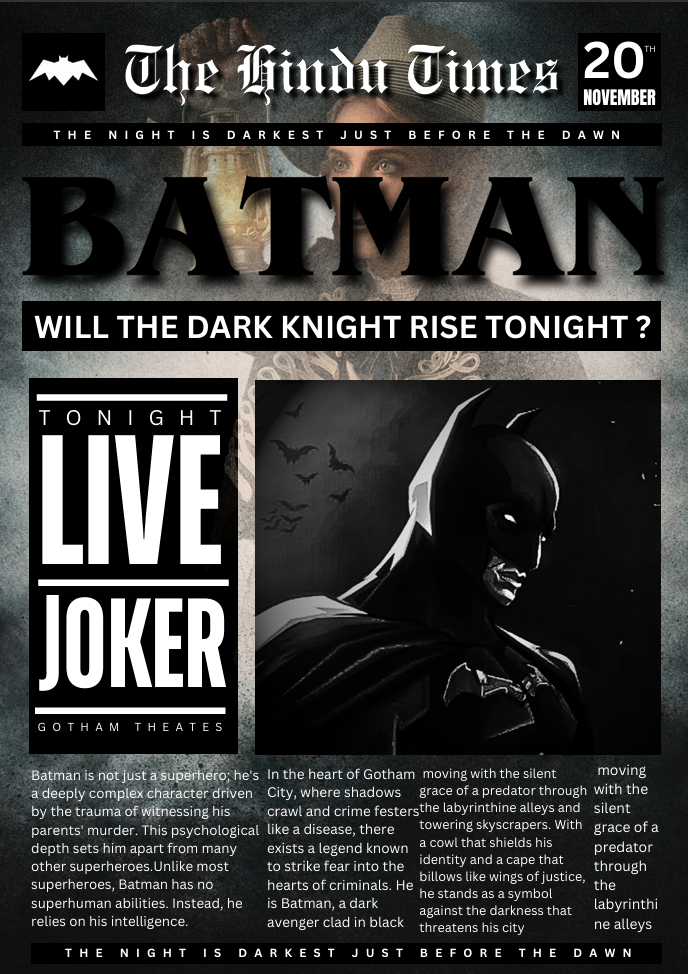 The Hindu Times
20TH
NOVEMBER
THE NIGHT IS DARKEST JUST BEFORE THE DAWN
BATMAN
WILL THE DARK KNIGHT RISE TONIGHT ?
TONIGHT
LIVE
JOKER
GOTHAM THEATES
Batman is not just a superhero; he's
a deeply complex character driven
by the trauma of witnessing his
parents' murder. This psychological
depth sets him apart from many
other superheroes.Unlike most
superheroes, Batman has no
superhuman abilities. Instead, he
relies on his intelligence.
In the heart of Gotham
City, where shadows
crawl and crime festers
like a disease, there
exists a legend known
to strike fear into the
hearts of criminals. He
is Batman, a dark
avenger clad in black
moving with the silent
grace of a predator through
the labyrinthine alleys and
towering skyscrapers. With
a cowl that shields his
identity and a cape that
billows like wings of justice,
he stands as a symbol
against the darkness that
threatens his city
moving
with the
silent
grace of a
predator
through
the
labyrinthi
ne alleys
THE NIGHT IS DARKEST JUST BEFORE THE DAWN